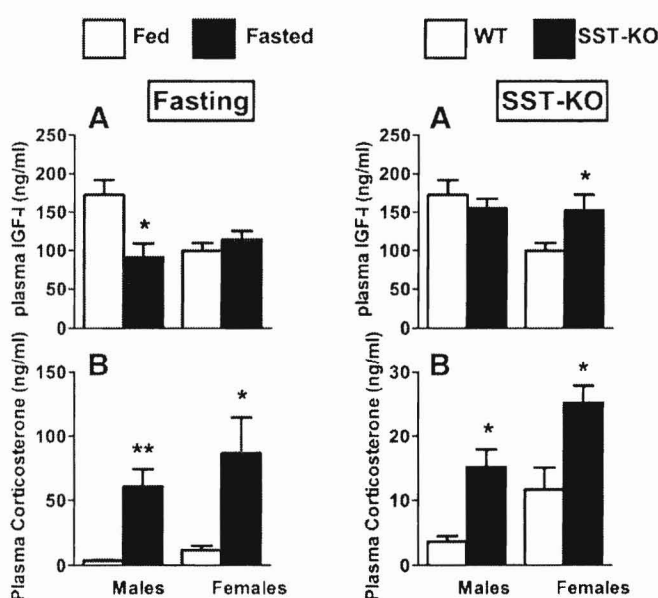 Fed Fasted WT SST-KO
Fasting SST-KO
A A
plasma IGF-I (ng/ml)
250
200
150
100
50
0
*
plasma IGF-I (ng/ml)
250
200
150
100
50
0
*
B B
Plasma Corticosterone (ng/ml)
150
100
50
0
**
*
Males Females
Plasma Corticosterone (ng/ml)
30
20
10
0
*
*
Males Females